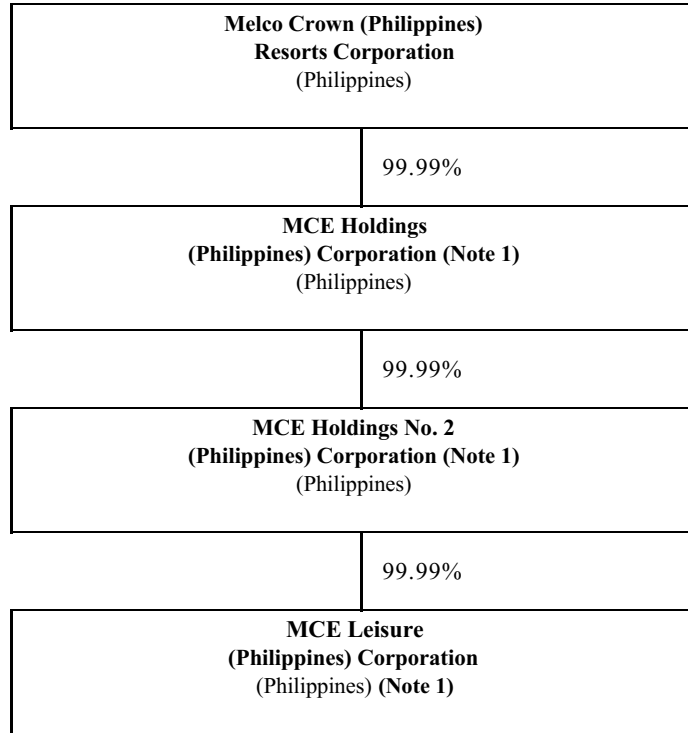 Melco Crown (Philippines)
Resorts Corporation
(Philippines)
99.99%
MCE Holdings
(Philippines) Corporation (Note 1)
(Philippines)
99.99%
MCE Holdings No. 2
(Philippines) Corporation (Note 1)
(Philippines)
99.99%
MCE Leisure
(Philippines) Corporation
(Philippines) (Note 1)